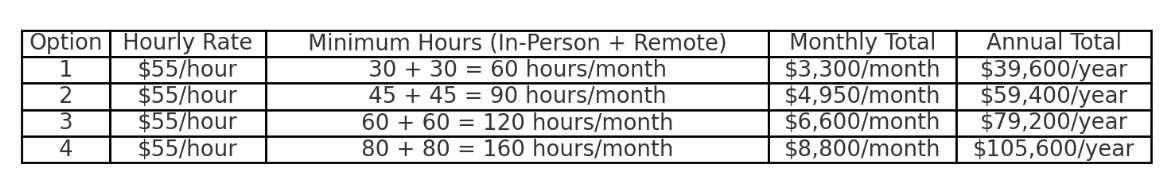 Option Hourly Rate Minimum Hours (In-Person + Remote) Monthly Total Annual Total
1 $55/hour 30 + 30 = 60 hours/month $3,300/month $39,600/year
2 $55/hour 45 + 45 = 90 hours/month $4,950/month $59,400/year
3 $55/hour 60 + 60 = 120 hours/month $6,600/month $79,200/year
4 $55/hour 80 + 80 = 160 hours/month $8,800/month $105,600/year